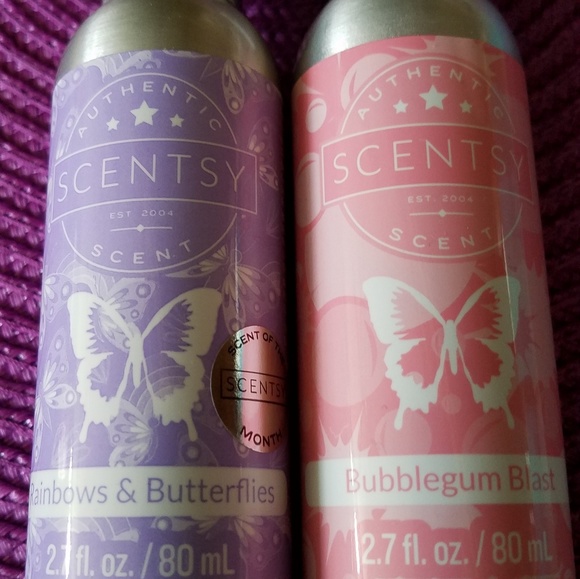 AUTHENTIC
SCENTSY
EST. 2004
SCENT
SCENT OF THE
SCENTSY
MONTH
Rainbows & Butterflies
2.7 fl. oz. / 80 mL
AUTHENTIC
SCENTSY
EST. 2004
SCENT
Bubblegum Blast
2.7 fl. oz. / 80 mL